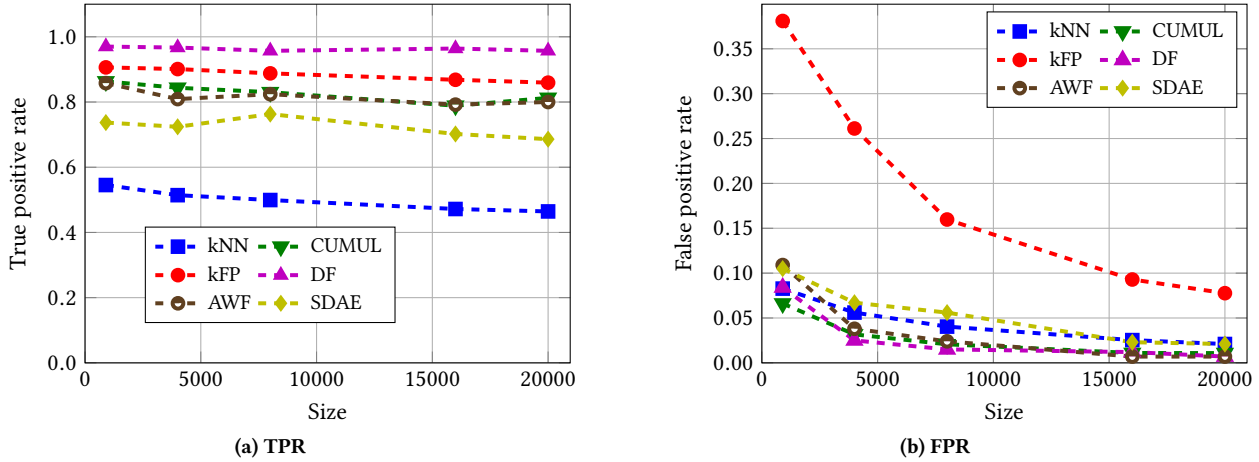 1.0
0.8
0.6
0.4
0.2
0.0
True positive rate
0 5000 10000 15000 20000
Size
kNN CUMUL
kFP DF
AWF SDAE
(a) TPR
0.35
0.30
0.25
0.20
0.15
0.10
0.05
0.00
False positive rate
0 5000 10000 15000 20000
Size
kNN CUMUL
kFP DF
AWF SDAE
(b) FPR